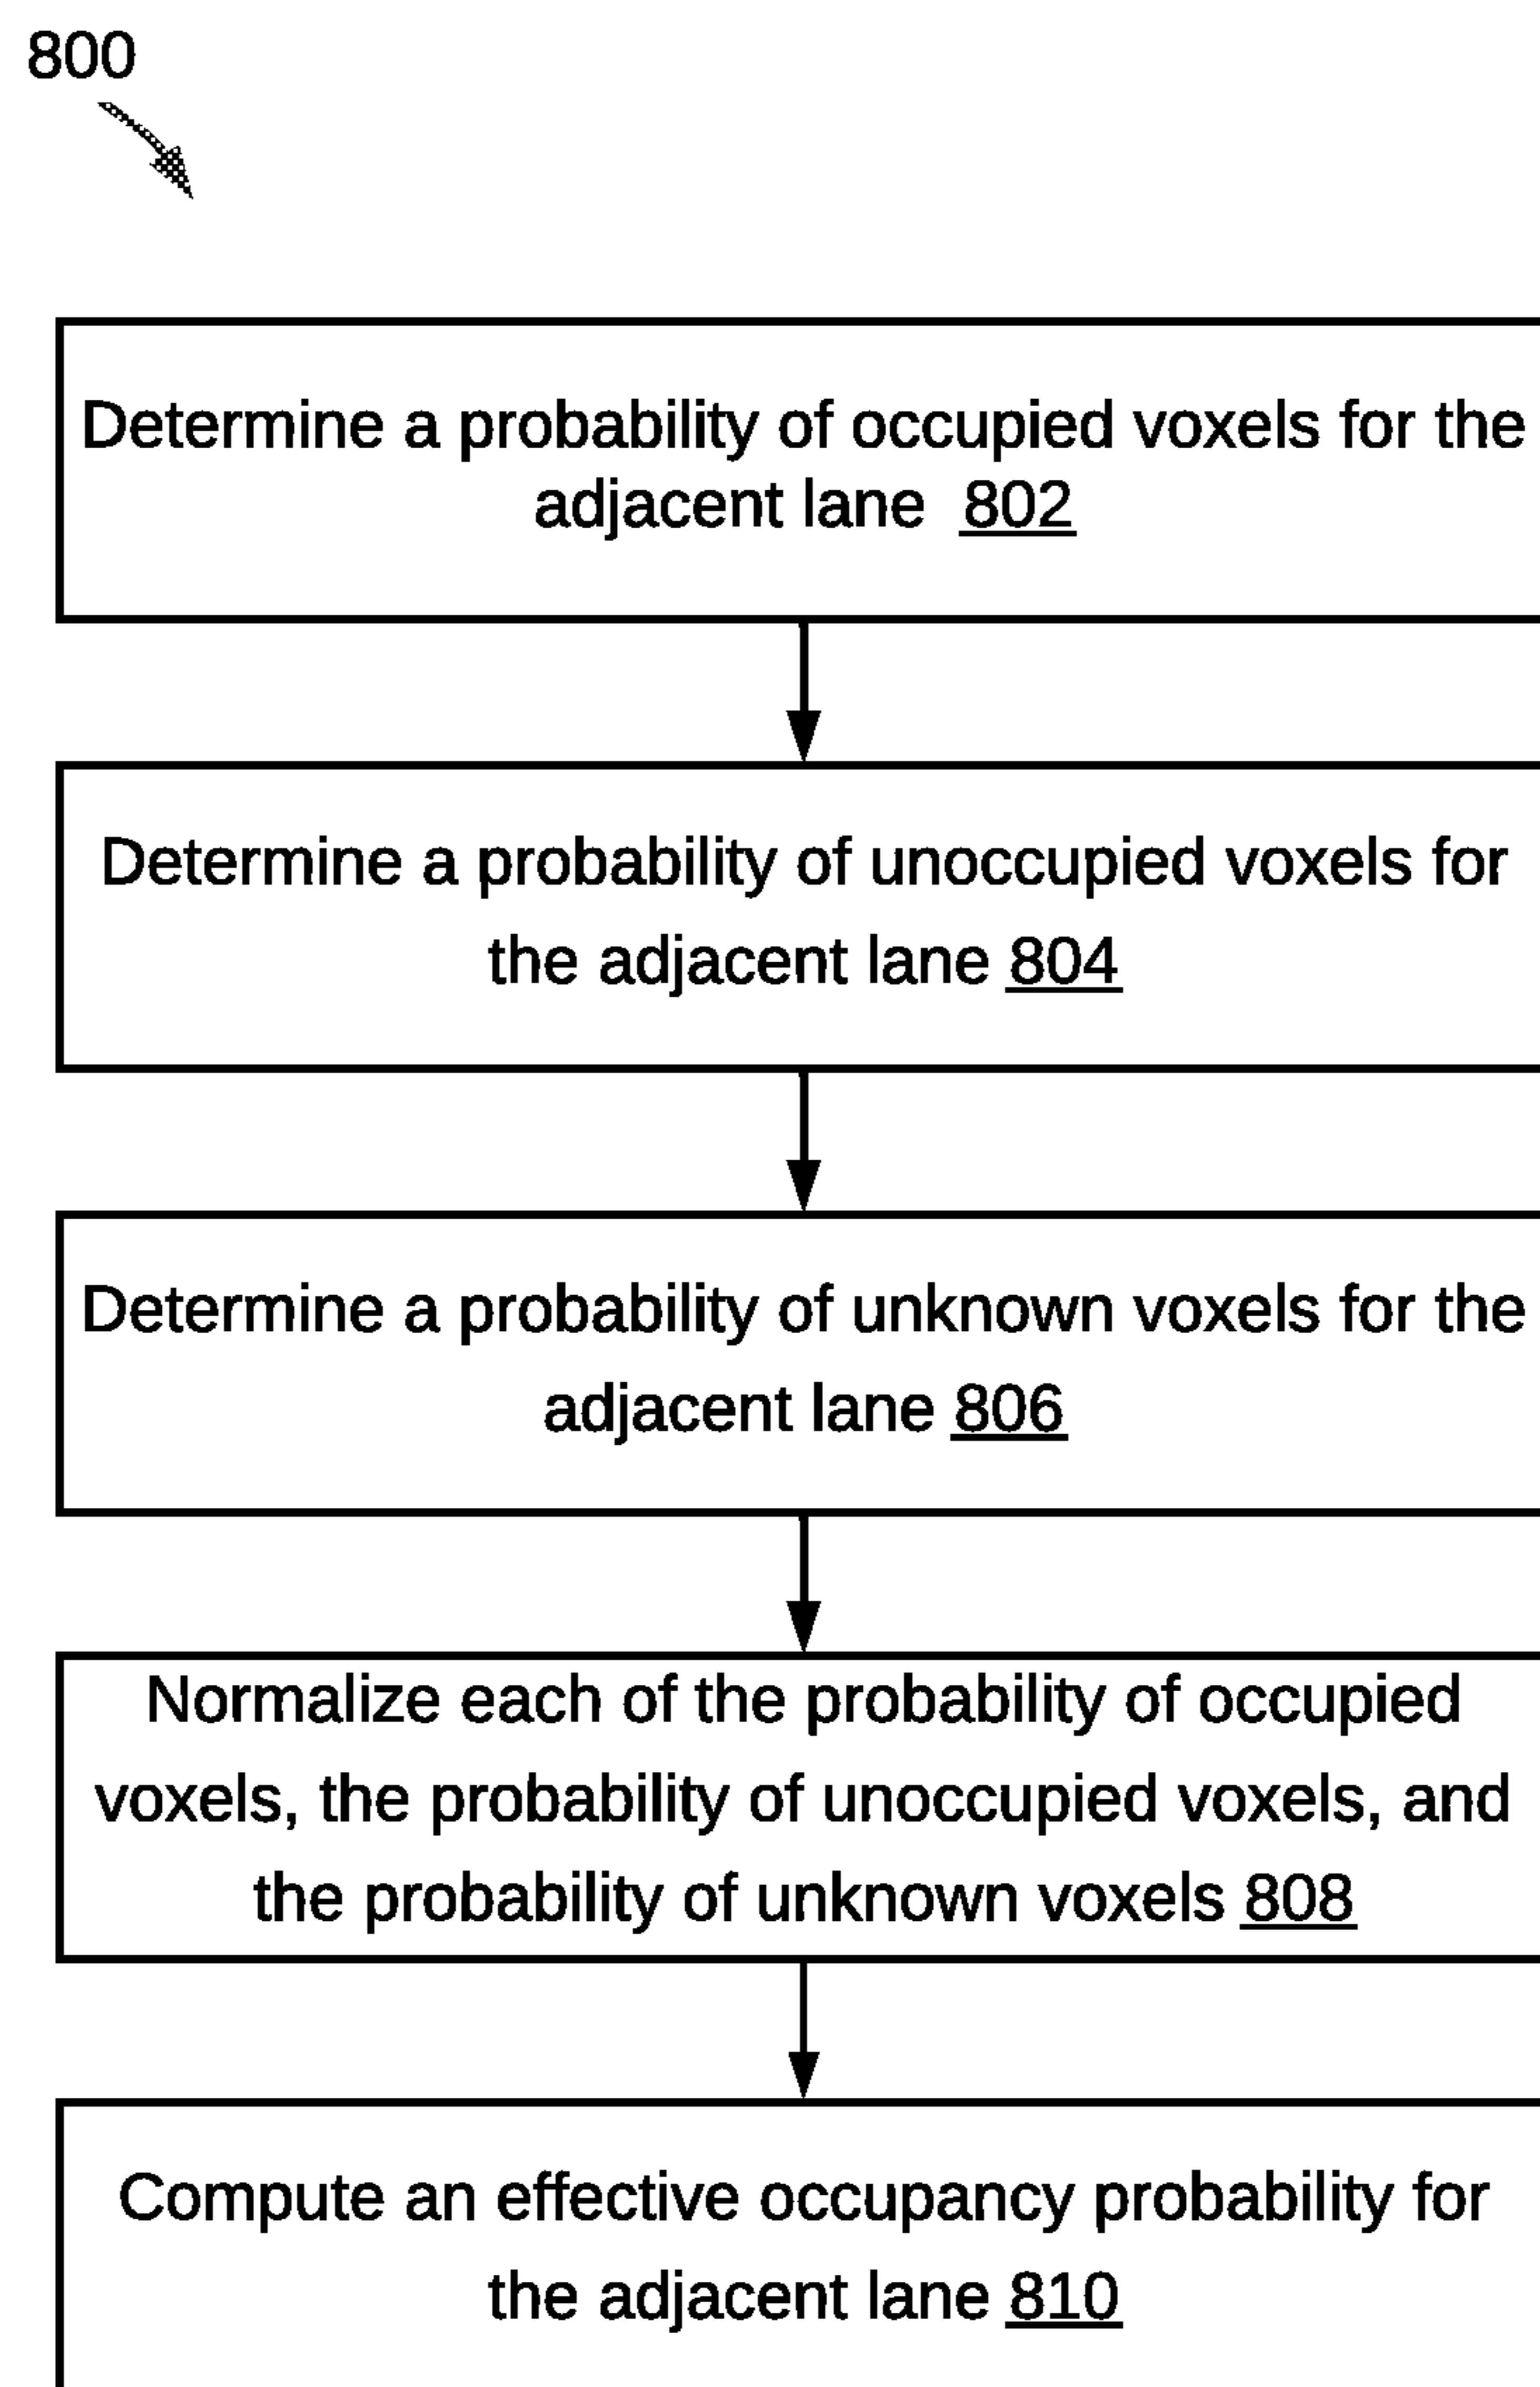 800
Determine a probability of occupied voxels for the
adjacent lane 802
Determine a probability of unoccupied voxels for
the adjacent lane 804
Determine a probability of unknown voxels for the
adjacent lane 806
Normalize each of the probability of occupied
voxels, the probability of unoccupied voxels, and
the probability of unknown voxels 808
Compute an effective occupancy probability for
the adjacent lane 810